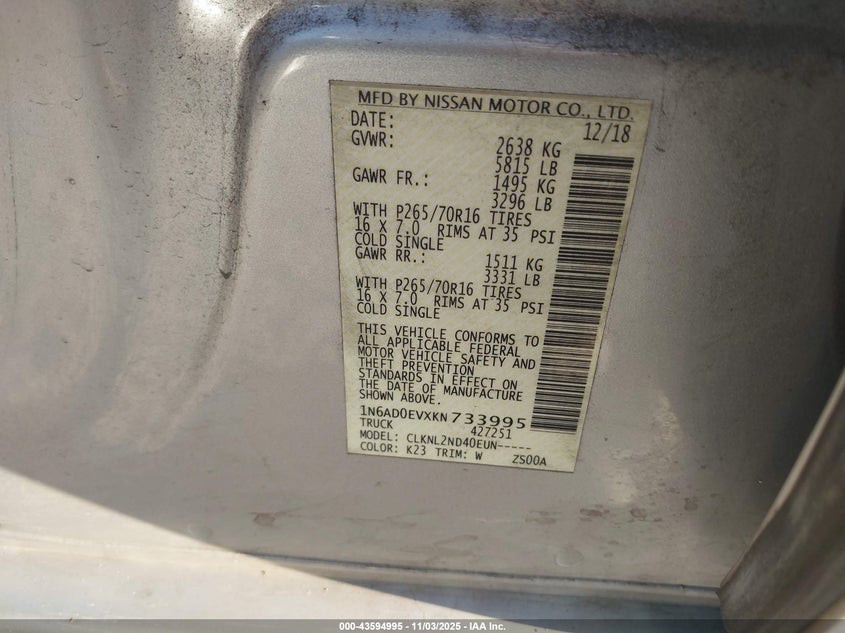 MFD BY NISSAN MOTOR CO., LTD.
DATE: 12/18
GVWR: 2638 KG
5815 LB
GAWR FR.: 1495 KG
3296 LB
WITH P265/70R16 TIRES
16 X 7.0 RIMS AT 35 PSI
COLD SINGLE
GAWR RR.: 1511 KG
3331 LB
WITH P265/70R16 TIRES
16 X 7.0 RIMS AT 35 PSI
COLD SINGLE
THIS VEHICLE CONFORMS TO
ALL APPLICABLE FEDERAL
MOTOR VEHICLE SAFETY AND
THEFT PREVENTION
STANDARDS IN EFFECT ON
THE DATE OF MANUFACTURE
SHOWN ABOVE.
1N6AD0EVXKN733995
TRUCK 427251
MODEL: CLKNL2ND40EUN-----
COLOR: K23 TRIM: W ZS00A
000-43594995 - 11/03/2025 - IAA Inc.